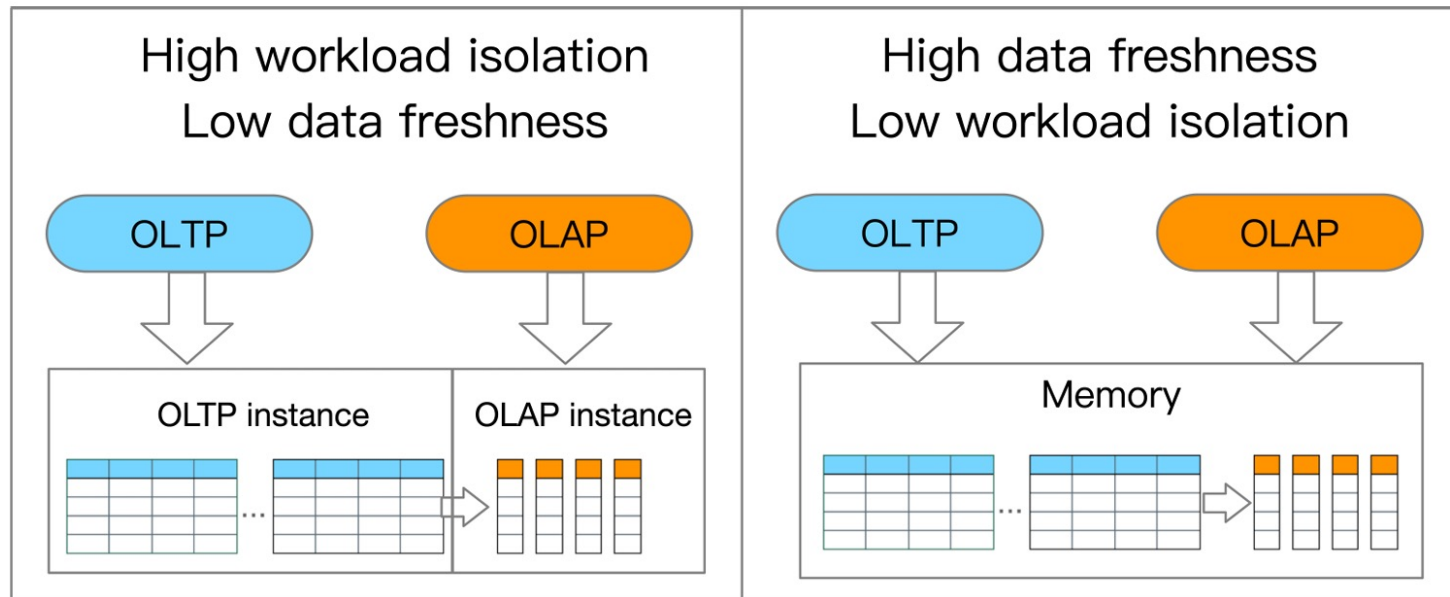 High workload isolation
Low data freshness
OLTP
OLAP
OLTP instance
OLAP instance
...
High data freshness
Low workload isolation
OLTP
OLAP
Memory
...